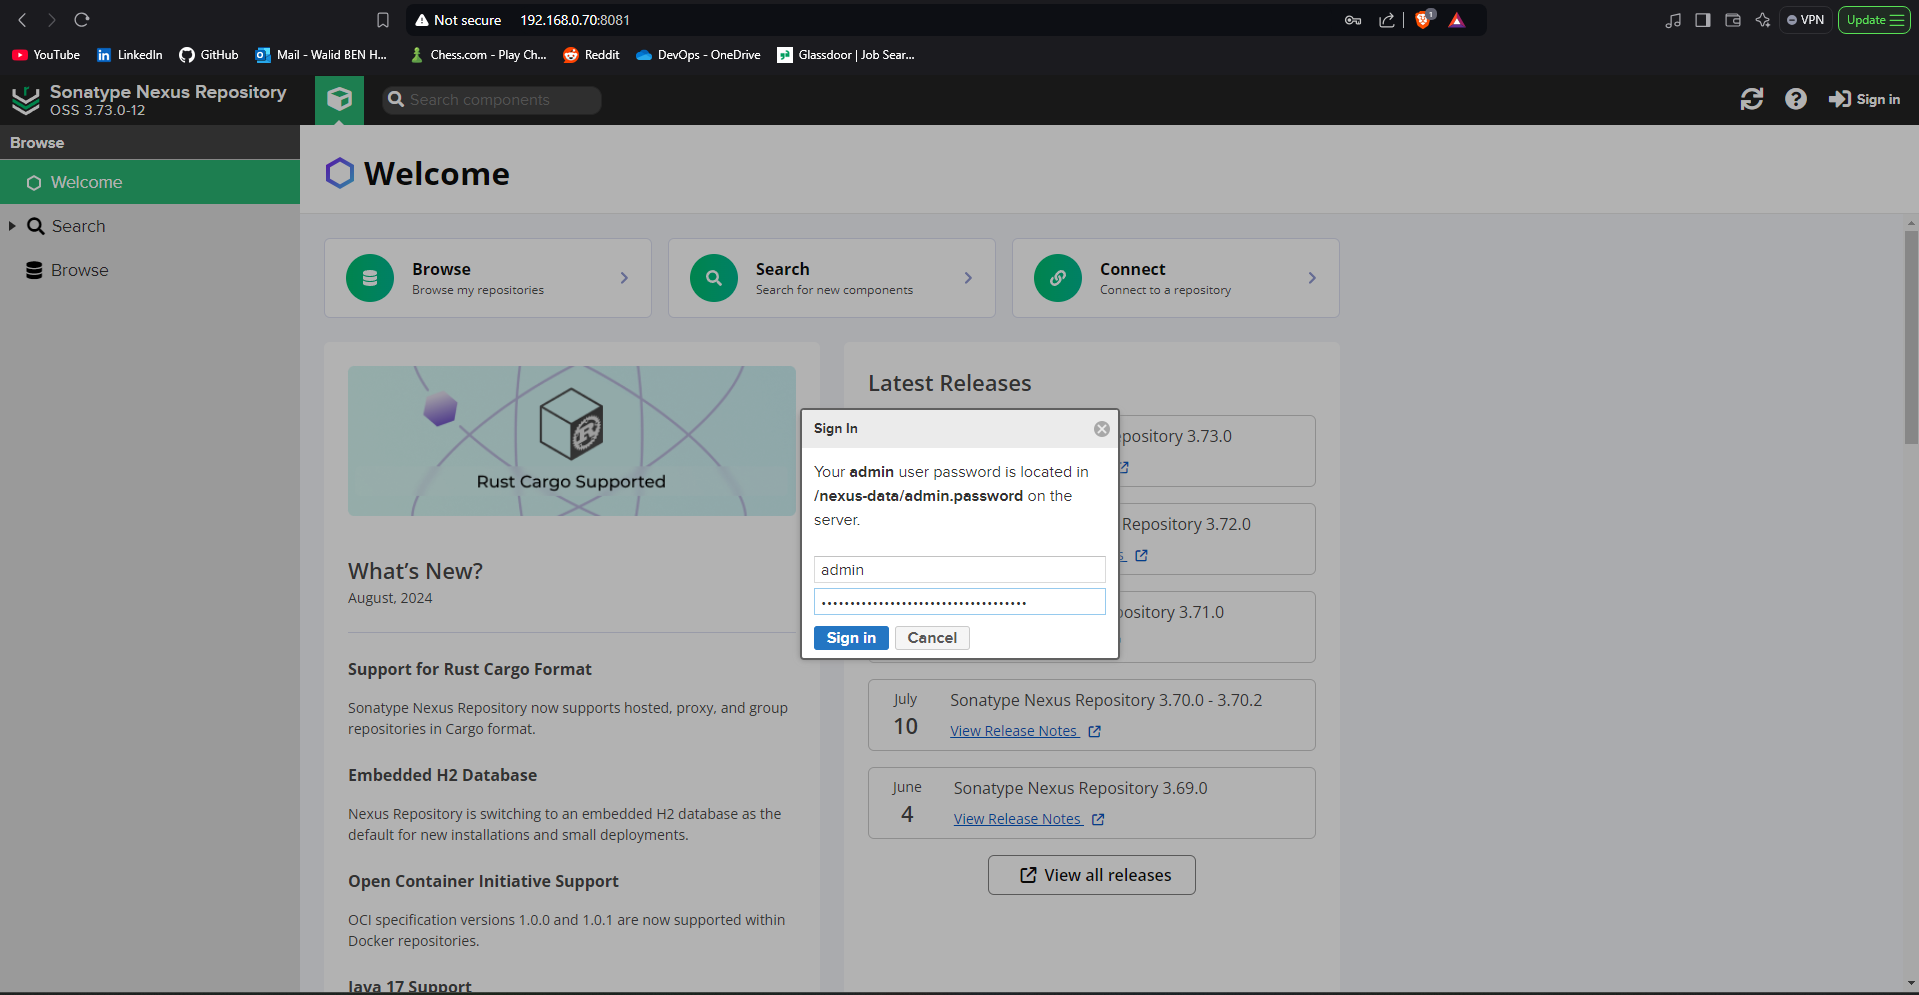 Not secure 192.168.0.70:8081
1
VPN
Update
YouTube
LinkedIn
GitHub
Mail - Walid BEN H...
Chess.com - Play Ch...
Reddit
DevOps - OneDrive
Glassdoor | Job Sear...
Sonatype Nexus Repository
OSS 3.73.0-12
Search components
Sign in
Browse
Welcome
Search
Browse
Welcome
Browse
Browse my repositories
Search
Search for new components
Connect
Connect to a repository
Rust Cargo Supported
What's New?
August, 2024
Support for Rust Cargo Format
Sonatype Nexus Repository now supports hosted, proxy, and group
repositories in Cargo format.
Embedded H2 Database
Nexus Repository is switching to an embedded H2 database as the
default for new installations and small deployments.
Open Container Initiative Support
OCI specification versions 1.0.0 and 1.0.1 are now supported within
Docker repositories.
Java 17 Support
Sign In
Your admin user password is located in
/nexus-data/admin.password on the
server.
admin
Sign in
Cancel
Latest Releases
epository 3.73.0
Repository 3.72.0
s
ository 3.71.0
July
10
Sonatype Nexus Repository 3.70.0 - 3.70.2
View Release Notes
June
4
Sonatype Nexus Repository 3.69.0
View Release Notes
View all releases